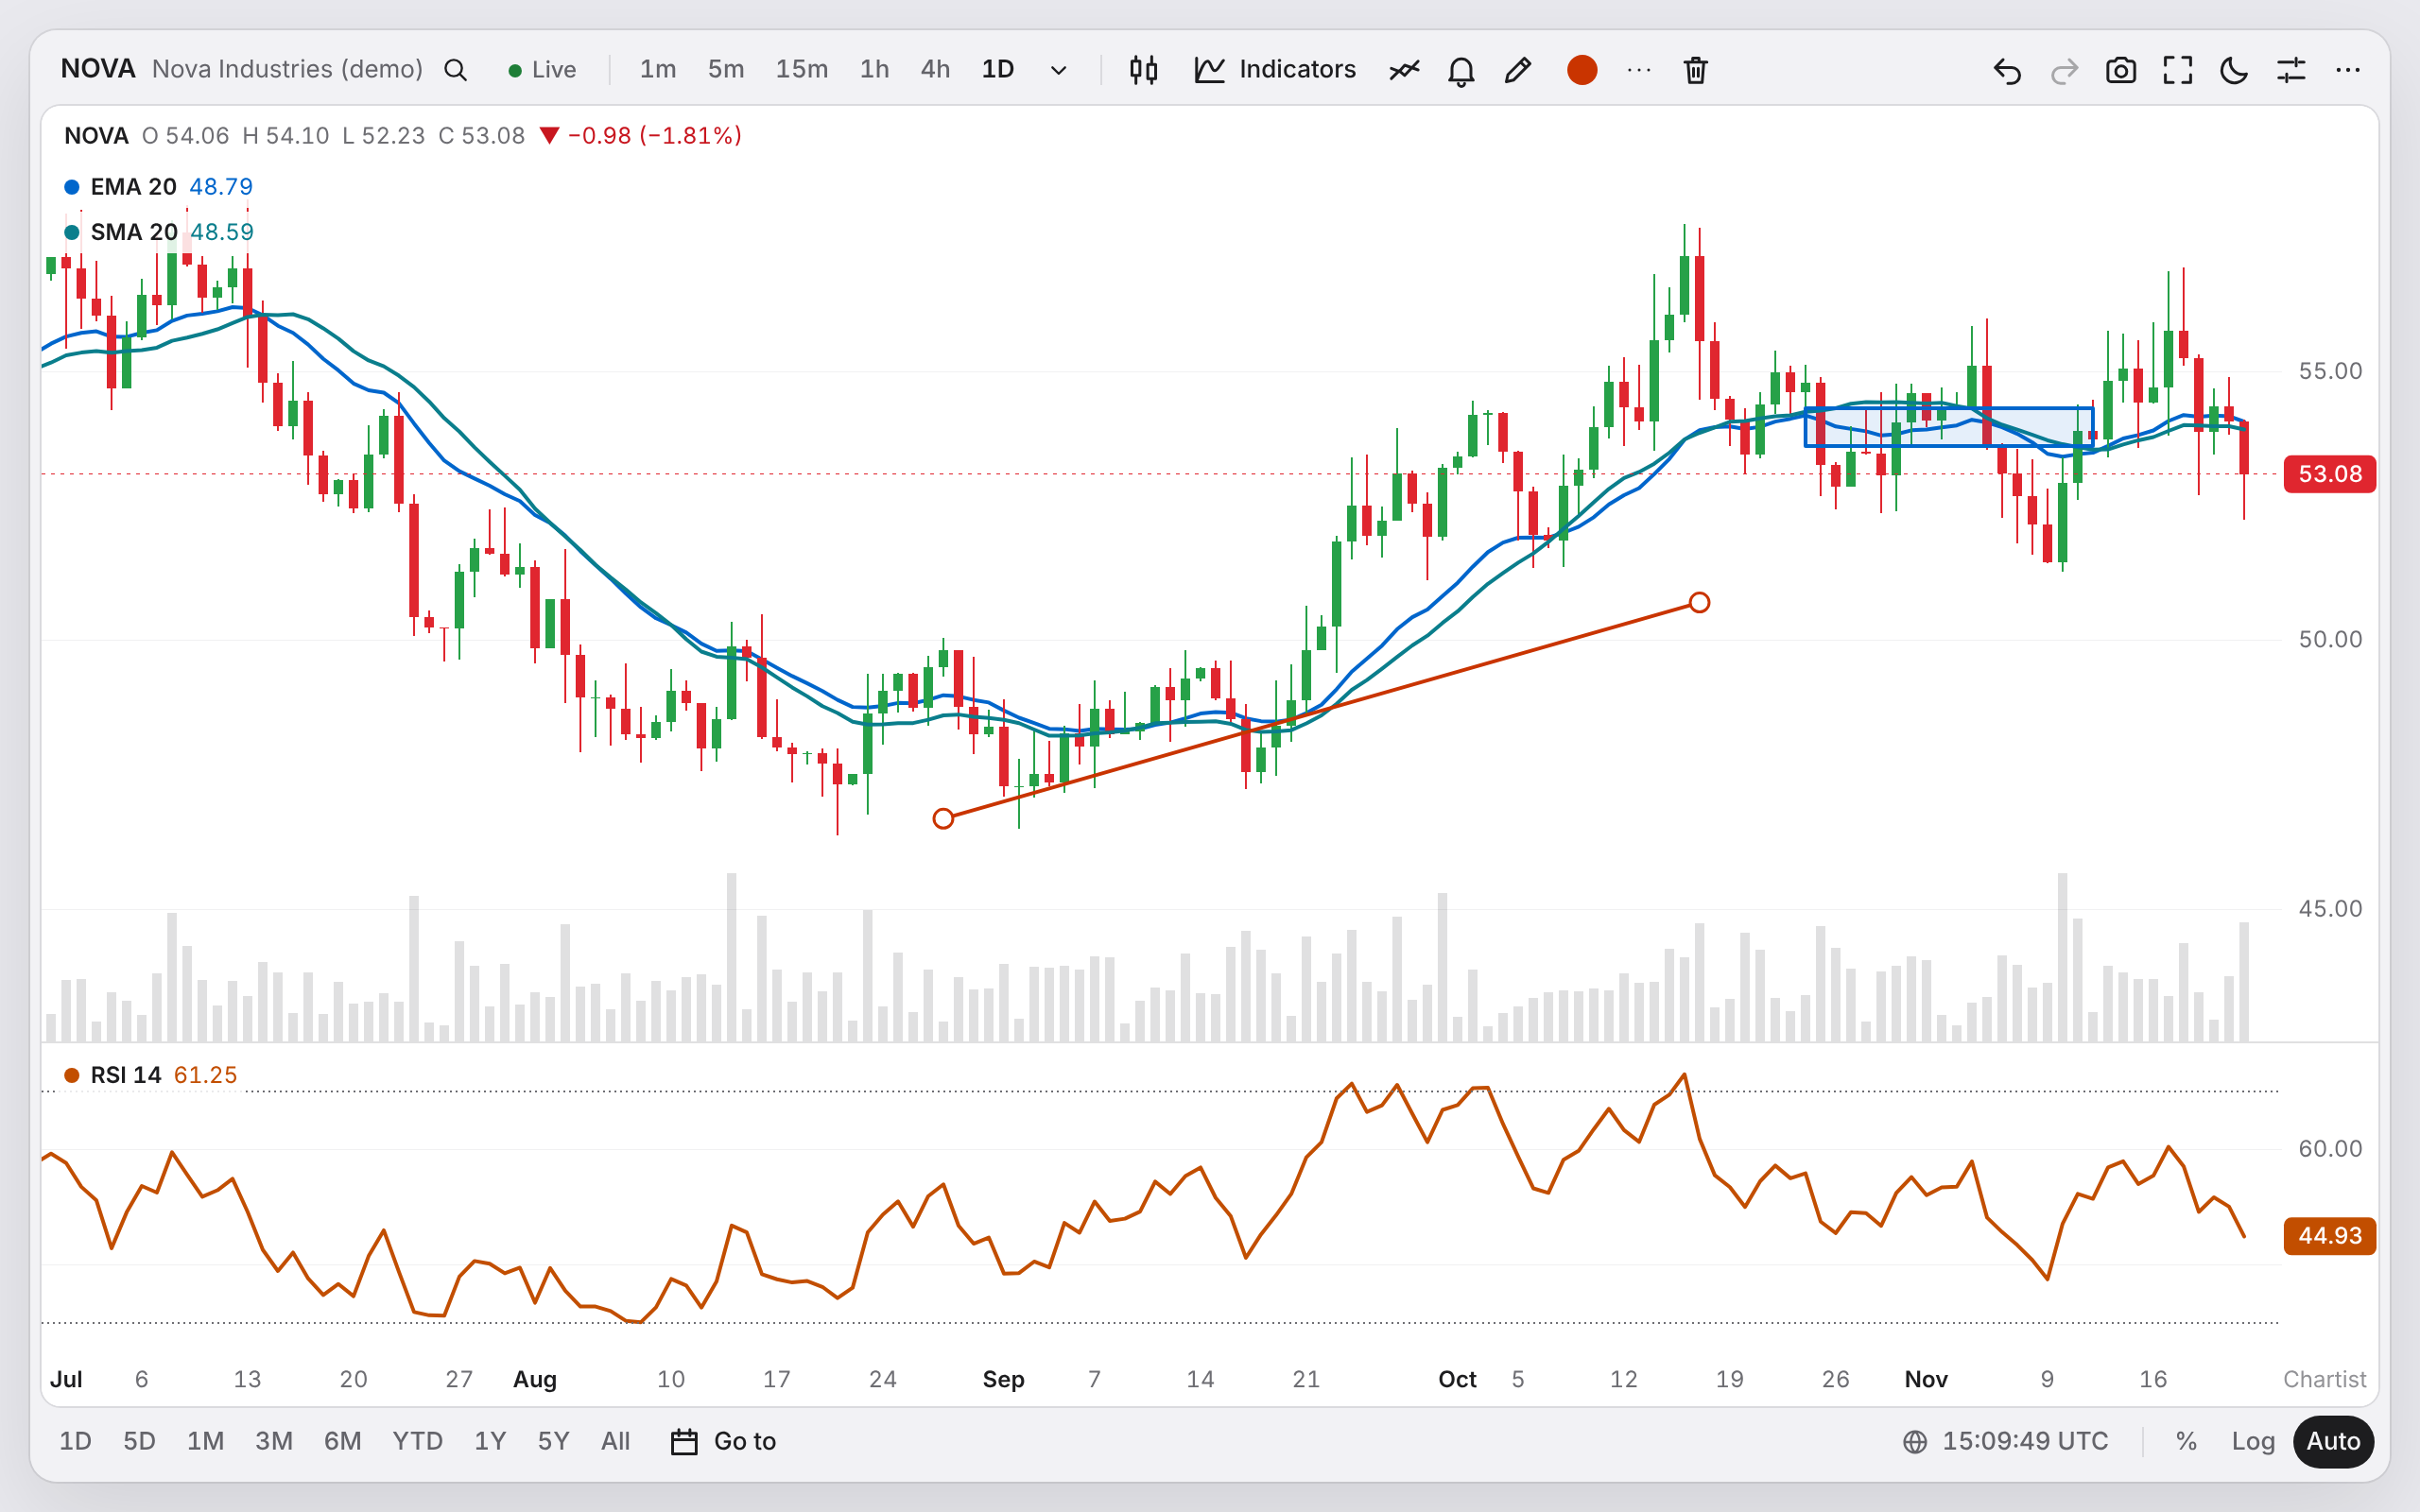 NOVA Nova Industries (demo) Live 1m 5m 15m 1h 4h 1D Indicators
NOVA O 54.06 H 54.10 L 52.23 C 53.08 ▼ −0.98 (−1.81%)
EMA 20 48.79
SMA 20 48.59
55.00
53.08
50.00
45.00
RSI 14 61.25
60.00
44.93
Jul 6 13 20 27 Aug 10 17 24 Sep 7 14 21 Oct 5 12 19 26 Nov 9 16 Chartist
1D 5D 1M 3M 6M YTD 1Y 5Y All Go to 15:09:49 UTC % Log Auto